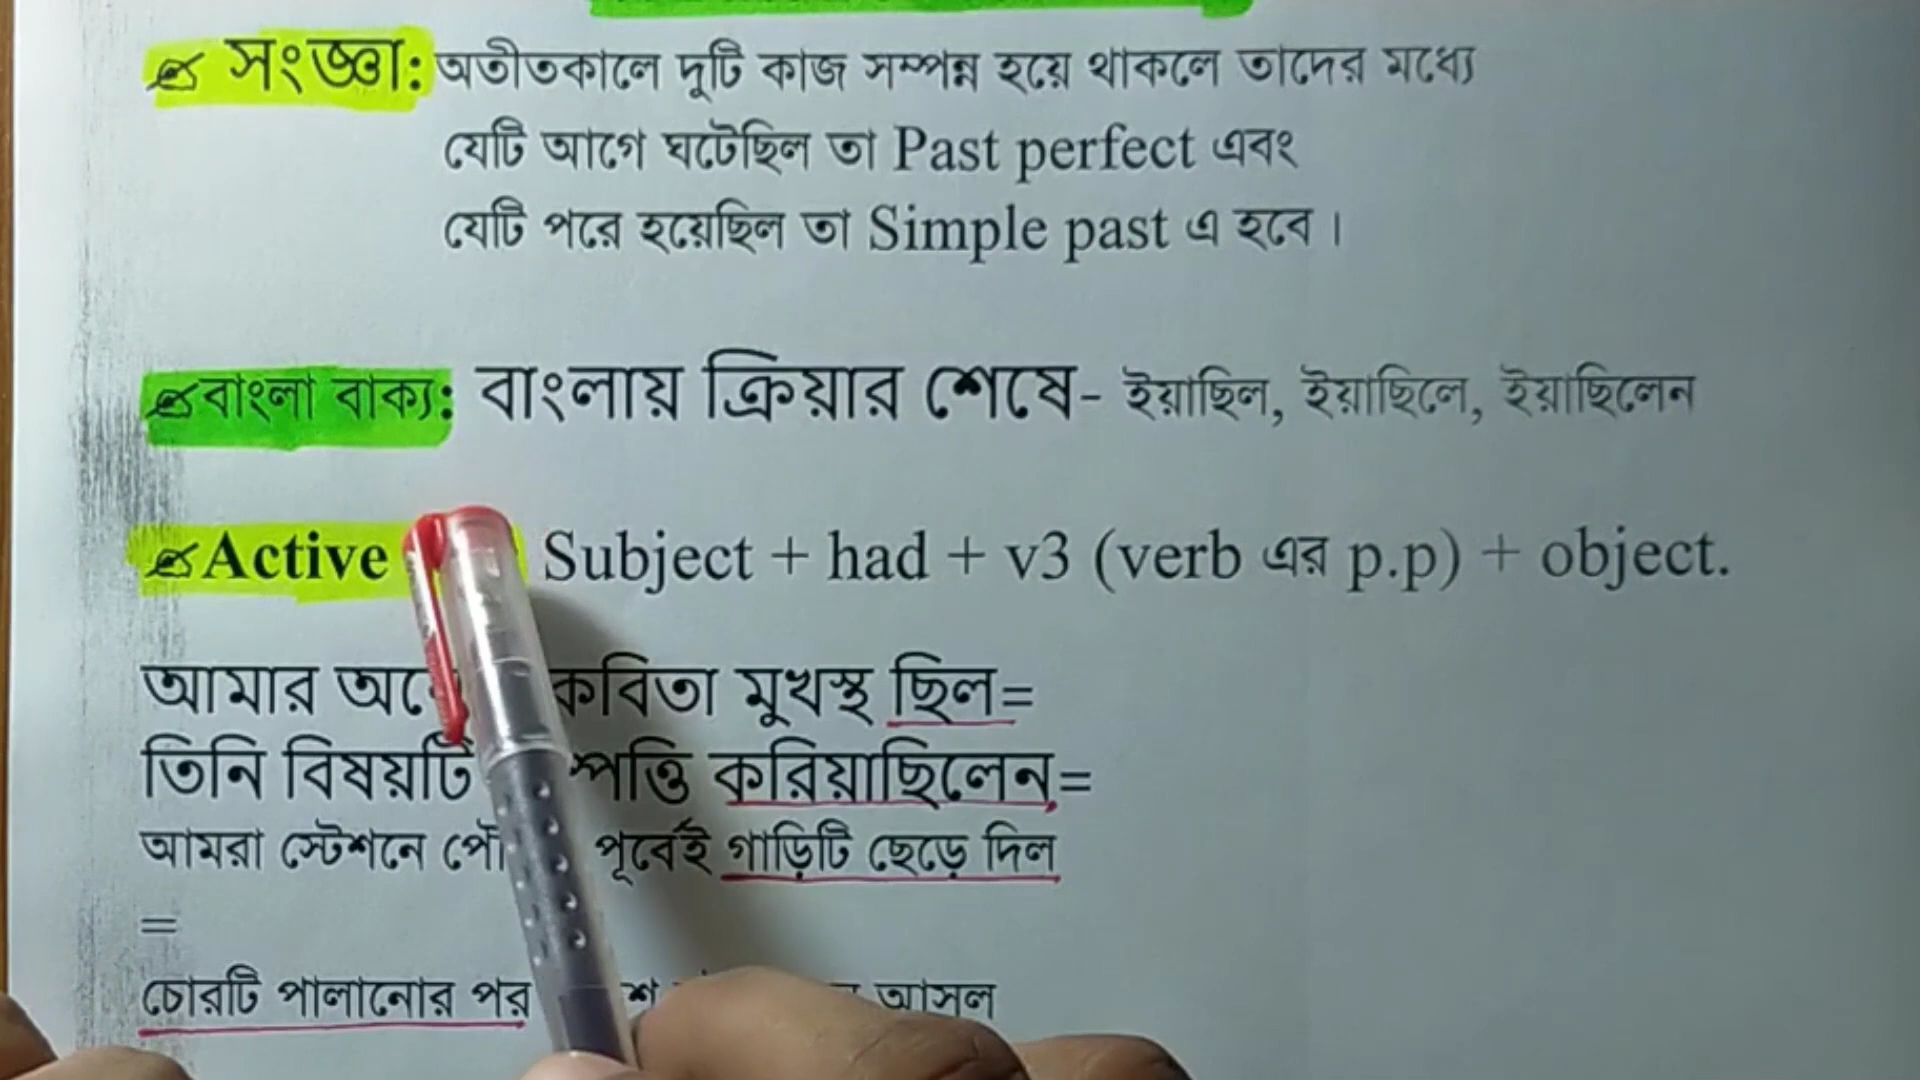 সংজ্ঞা: অতীতকালে দুটি কাজ সম্পন্ন হয়ে থাকলে তাদের মধ্যে
যেটি আগে ঘটেছিল তা Past perfect এবং
যেটি পরে হয়েছিল তা Simple past এ হবে।
বাংলা বাক্য: বাংলায় ক্রিয়ার শেষে- ইয়াছিল, ইয়াছিলে, ইয়াছিলেন
Active Subject + had + v3 (verb এর p.p) + object.
আমার কবিতা মুখস্থ ছিল=
তিনি বিষয়টি করিয়াছিলেন=
আমরা স্টেশনে পূর্বেই গাড়িটি ছেড়ে দিল
=
চোরটি পালানোর পর আসল